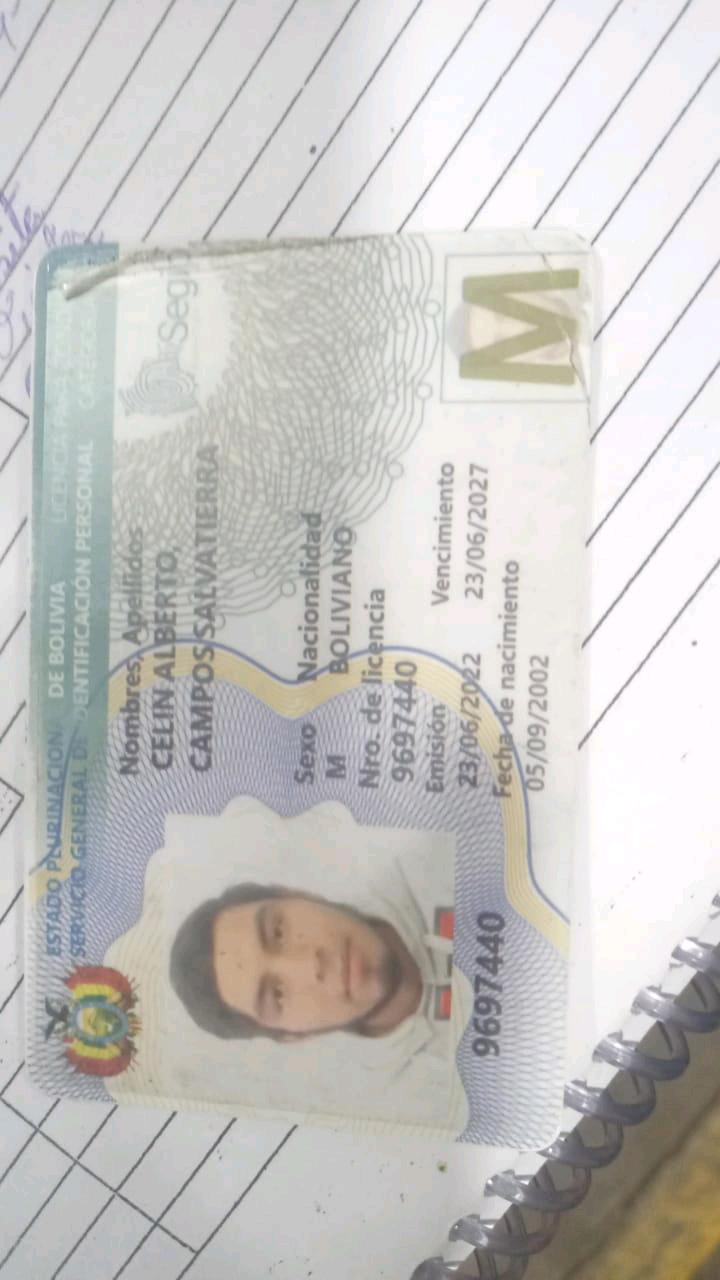 ESTADO PLURINACIONAL DE BOLIVIA
SERVICIO GENERAL DE IDENTIFICACIÓN PERSONAL
LICENCIA PARA
Segip
M
Nombres, Apellidos
CELIN ALBERTO,
CAMPOS SALVATIERRA
Sexo Nacionalidad
M BOLIVIANO
Nro. de licencia
9697440
Emisión Vencimiento
23/06/2022 23/06/2027
Fecha de nacimiento
05/09/2002
9697440